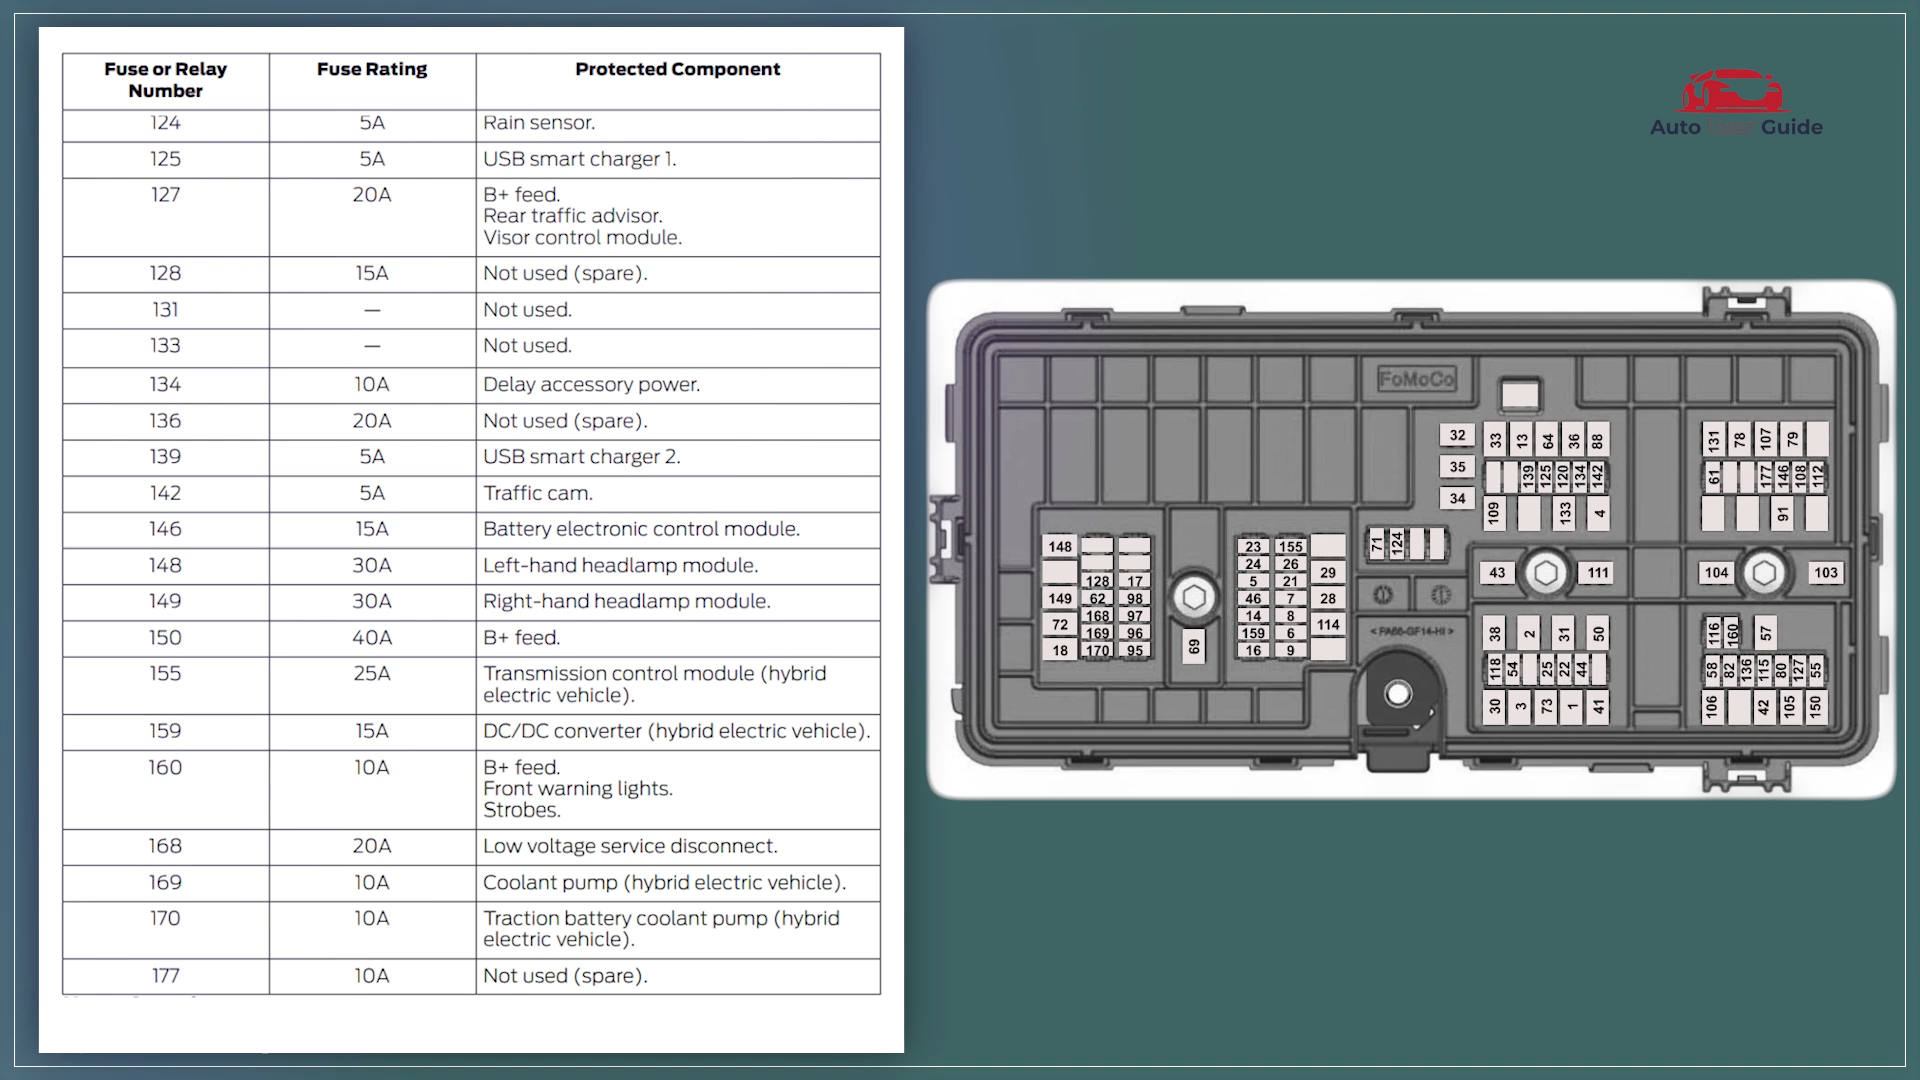 Fuse or Relay Number | Fuse Rating | Protected Component
124 | 5A | Rain sensor.
125 | 5A | USB smart charger 1.
127 | 20A | B+ feed.
Rear traffic advisor.
Visor control module.
128 | 15A | Not used (spare).
131 | — | Not used.
133 | — | Not used.
134 | 10A | Delay accessory power.
136 | 20A | Not used (spare).
139 | 5A | USB smart charger 2.
142 | 5A | Traffic cam.
146 | 15A | Battery electronic control module.
148 | 30A | Left-hand headlamp module.
149 | 30A | Right-hand headlamp module.
150 | 40A | B+ feed.
155 | 25A | Transmission control module (hybrid
electric vehicle).
159 | 15A | DC/DC converter (hybrid electric vehicle).
160 | 10A | B+ feed.
Front warning lights.
Strobes.
168 | 20A | Low voltage service disconnect.
169 | 10A | Coolant pump (hybrid electric vehicle).
170 | 10A | Traction battery coolant pump (hybrid
electric vehicle).
177 | 10A | Not used (spare).
Auto User Guide
FoMoCo
32
35
34
33 13 64 36 88
139 125 120 134 142
109 133 4
131 78 107 79
61 177 146 108 112
91
71 124
43 111
104 103
148
149
72
18
128
62
168
169
170
17
98
97
96
95
69
23
24
5
46
14
159
16
155
26
21
7
8
6
9
29
28
114
< PA66-GF14-HI >
38 2 31 50
118 54 25 22 44
30 3 73 1 41
116 160 57
58 82 136 115 80 127 55
106 42 105 150